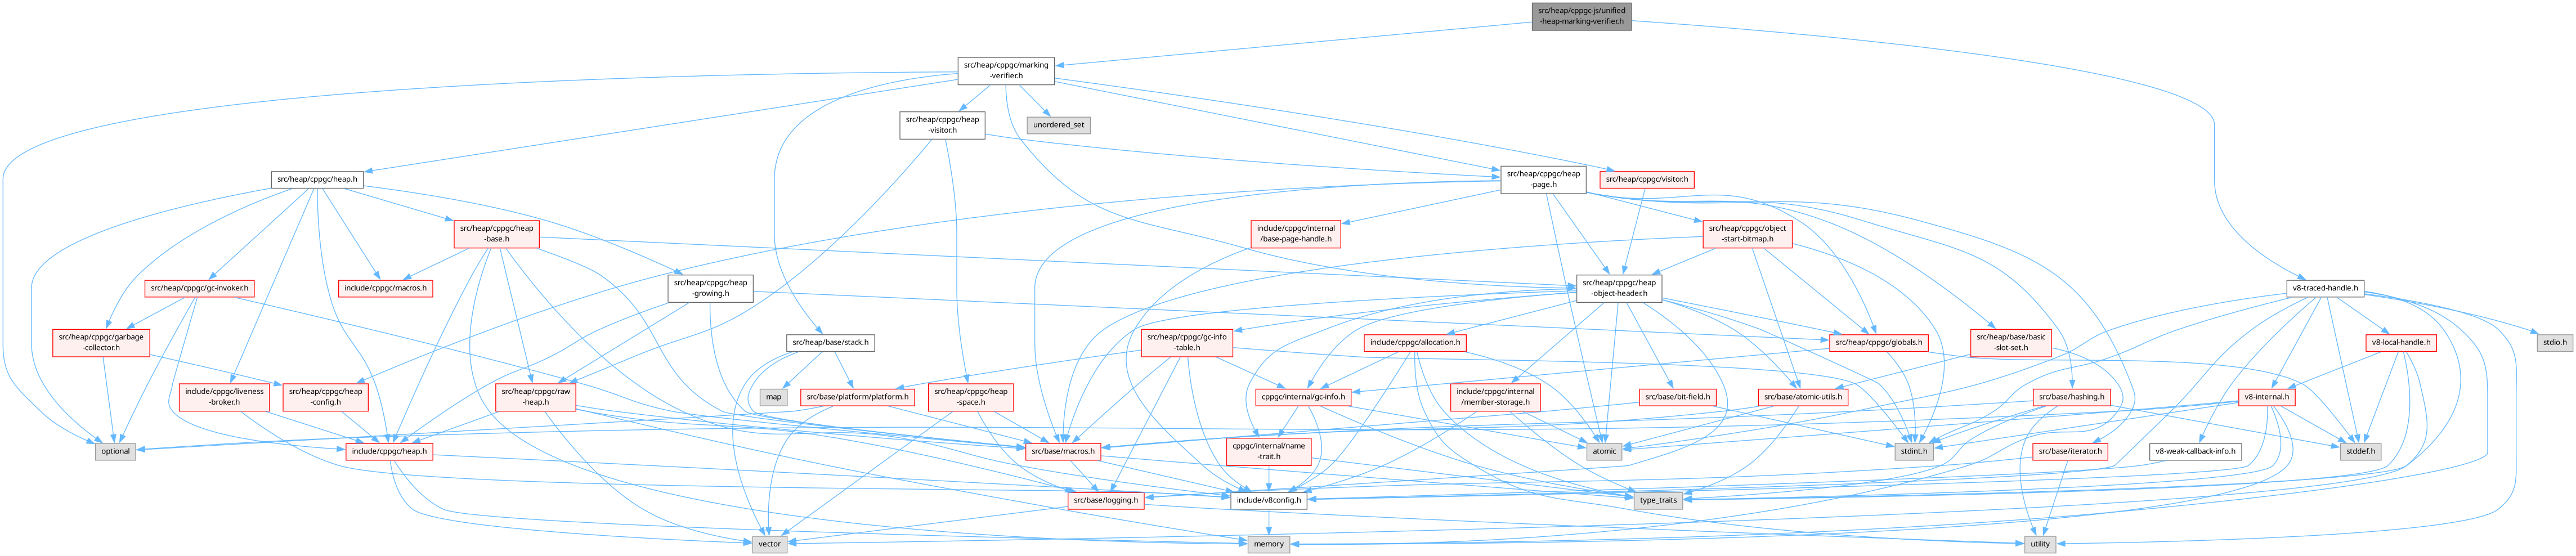 src/heap/cppgc-js/unified
-heap-marking-verifier.h
src/heap/cppgc/marking
-verifier.h
src/heap/cppgc/heap
-visitor.h
unordered_set
src/heap/cppgc/heap.h
src/heap/cppgc/heap
-page.h
src/heap/cppgc/visitor.h
src/heap/cppgc/heap
-base.h
include/cppgc/internal
/base-page-handle.h
src/heap/cppgc/object
-start-bitmap.h
src/heap/cppgc/gc-invoker.h
include/cppgc/macros.h
src/heap/cppgc/heap
-growing.h
src/heap/cppgc/heap
-object-header.h
v8-traced-handle.h
src/heap/cppgc/garbage
-collector.h
src/heap/base/stack.h
src/heap/cppgc/gc-info
-table.h
include/cppgc/allocation.h
src/heap/cppgc/globals.h
src/heap/base/basic
-slot-set.h
v8-local-handle.h
stdio.h
include/cppgc/liveness
-broker.h
src/heap/cppgc/heap
-config.h
src/heap/cppgc/raw
-heap.h
map
src/base/platform/platform.h
src/heap/cppgc/heap
-space.h
cppgc/internal/gc-info.h
include/cppgc/internal
/member-storage.h
src/base/bit-field.h
src/base/atomic-utils.h
src/base/hashing.h
v8-internal.h
optional
include/cppgc/heap.h
src/base/macros.h
cppgc/internal/name
-trait.h
atomic
stdint.h
src/base/iterator.h
v8-weak-callback-info.h
stddef.h
src/base/logging.h
include/v8config.h
type_traits
vector
memory
utility